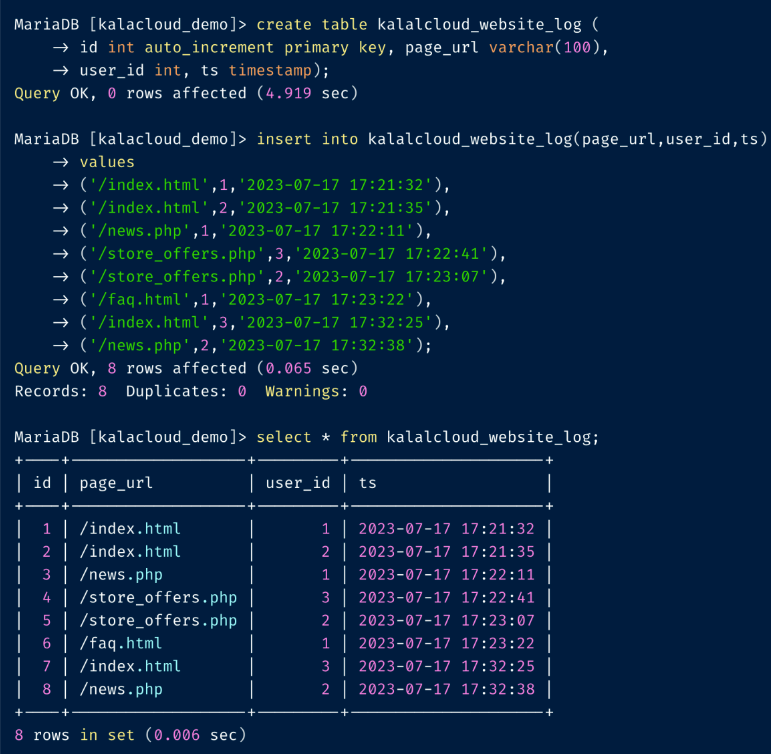 MariaDB [kalacloud_demo]> create table kalalcloud_website_log (
    → id int auto_increment primary key, page_url varchar(100),
    → user_id int, ts timestamp);
Query OK, 0 rows affected (4.919 sec)

MariaDB [kalacloud_demo]> insert into kalalcloud_website_log(page_url,user_id,ts)
    → values
    → ('/index.html',1,'2023-07-17 17:21:32'),
    → ('/index.html',2,'2023-07-17 17:21:35'),
    → ('/news.php',1,'2023-07-17 17:22:11'),
    → ('/store_offers.php',3,'2023-07-17 17:22:41'),
    → ('/store_offers.php',2,'2023-07-17 17:23:07'),
    → ('/faq.html',1,'2023-07-17 17:23:22'),
    → ('/index.html',3,'2023-07-17 17:32:25'),
    → ('/news.php',2,'2023-07-17 17:32:38');
Query OK, 8 rows affected (0.065 sec)
Records: 8  Duplicates: 0  Warnings: 0

MariaDB [kalacloud_demo]> select * from kalalcloud_website_log;
+----+-------------------+---------+---------------------+
| id | page_url          | user_id | ts                  |
+----+-------------------+---------+---------------------+
|  1 | /index.html       |       1 | 2023-07-17 17:21:32 |
|  2 | /index.html       |       2 | 2023-07-17 17:21:35 |
|  3 | /news.php         |       1 | 2023-07-17 17:22:11 |
|  4 | /store_offers.php |       3 | 2023-07-17 17:22:41 |
|  5 | /store_offers.php |       2 | 2023-07-17 17:23:07 |
|  6 | /faq.html         |       1 | 2023-07-17 17:23:22 |
|  7 | /index.html       |       3 | 2023-07-17 17:32:25 |
|  8 | /news.php         |       2 | 2023-07-17 17:32:38 |
+----+-------------------+---------+---------------------+
8 rows in set (0.006 sec)